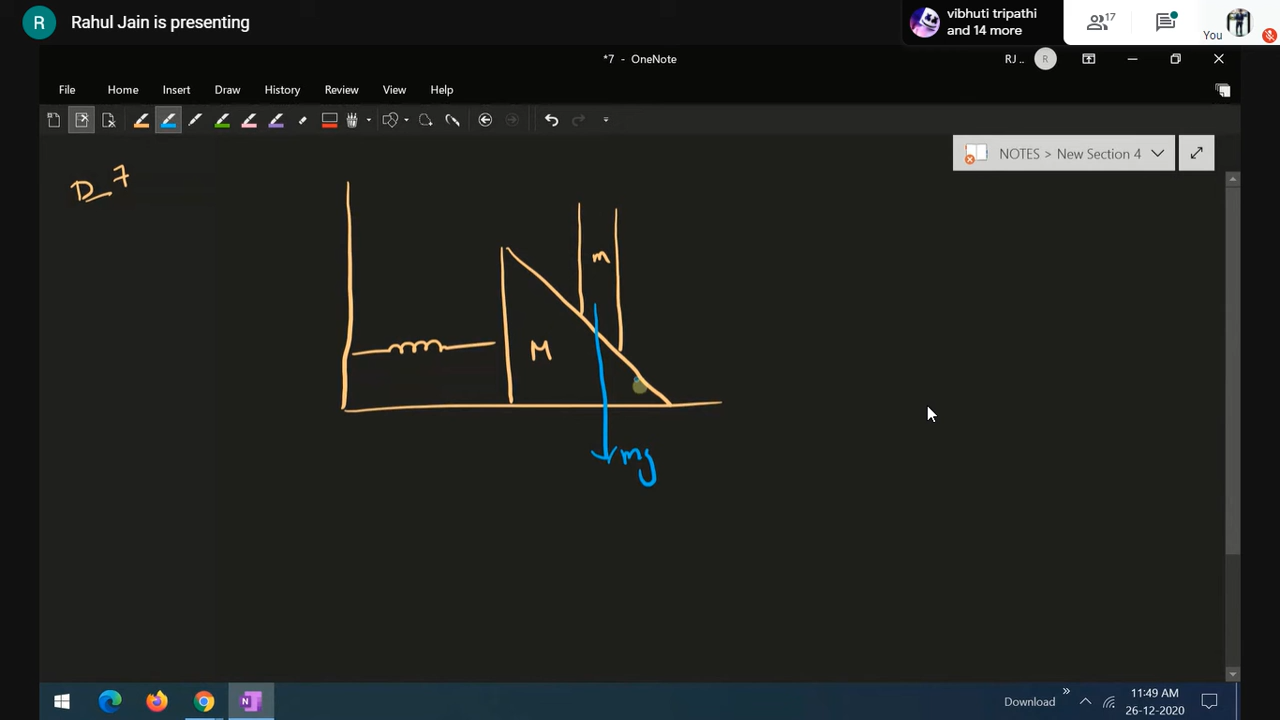 R Rahul Jain is presenting
vibhuti tripathi
and 14 more
17
You
*7 - OneNote
RJ ..
R
File Home Insert Draw History Review View Help
NOTES > New Section 4
D_7
m
M
mg
Download
»
11:49 AM
26-12-2020
N